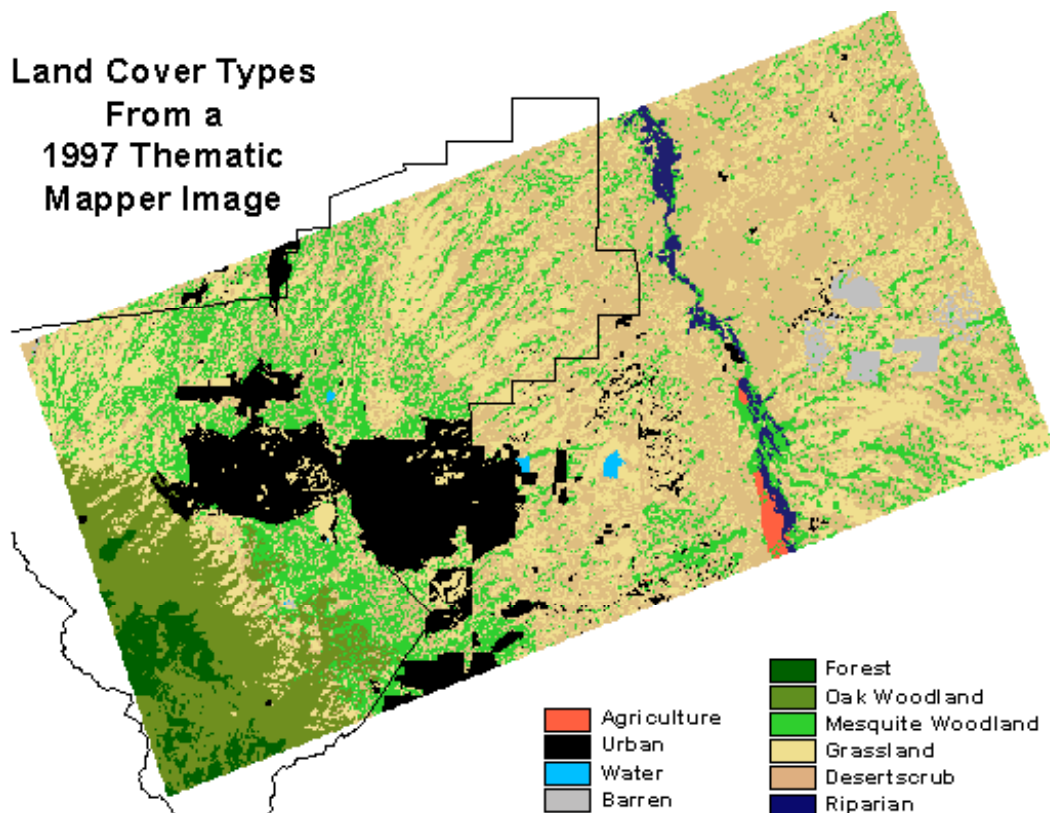 Land Cover Types
From a
1997 Thematic
Mapper Image
Agriculture
Urban
Water
Barren
Forest
Oak Woodland
Mesquite Woodland
Grassland
Desertscrub
Riparian